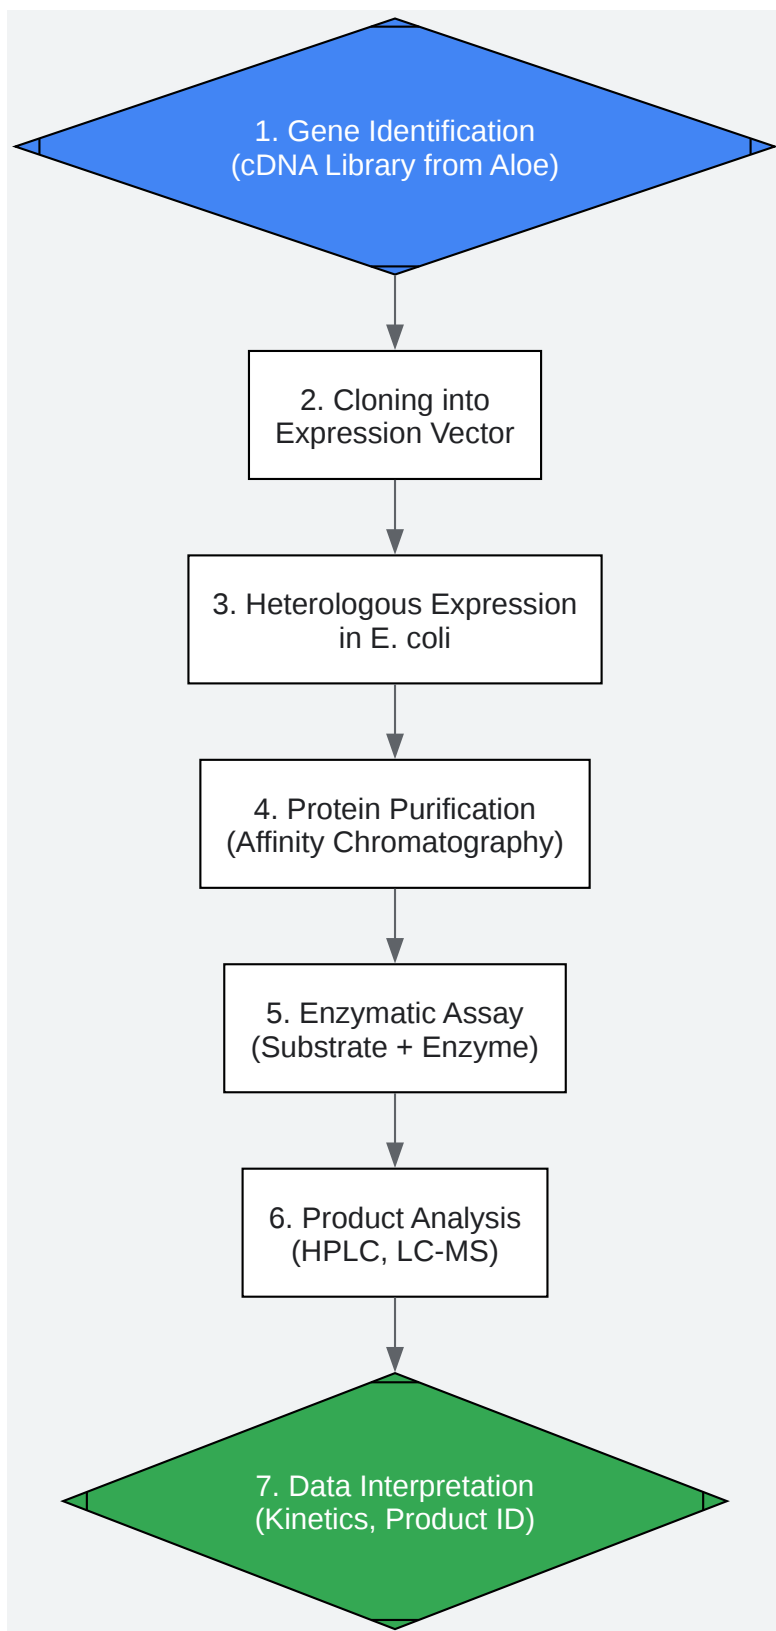 1. Gene Identification
(cDNA Library from Aloe)
2. Cloning into
Expression Vector
3. Heterologous Expression
in E. coli
4. Protein Purification
(Affinity Chromatography)
5. Enzymatic Assay
(Substrate + Enzyme)
6. Product Analysis
(HPLC, LC-MS)
7. Data Interpretation
(Kinetics, Product ID)